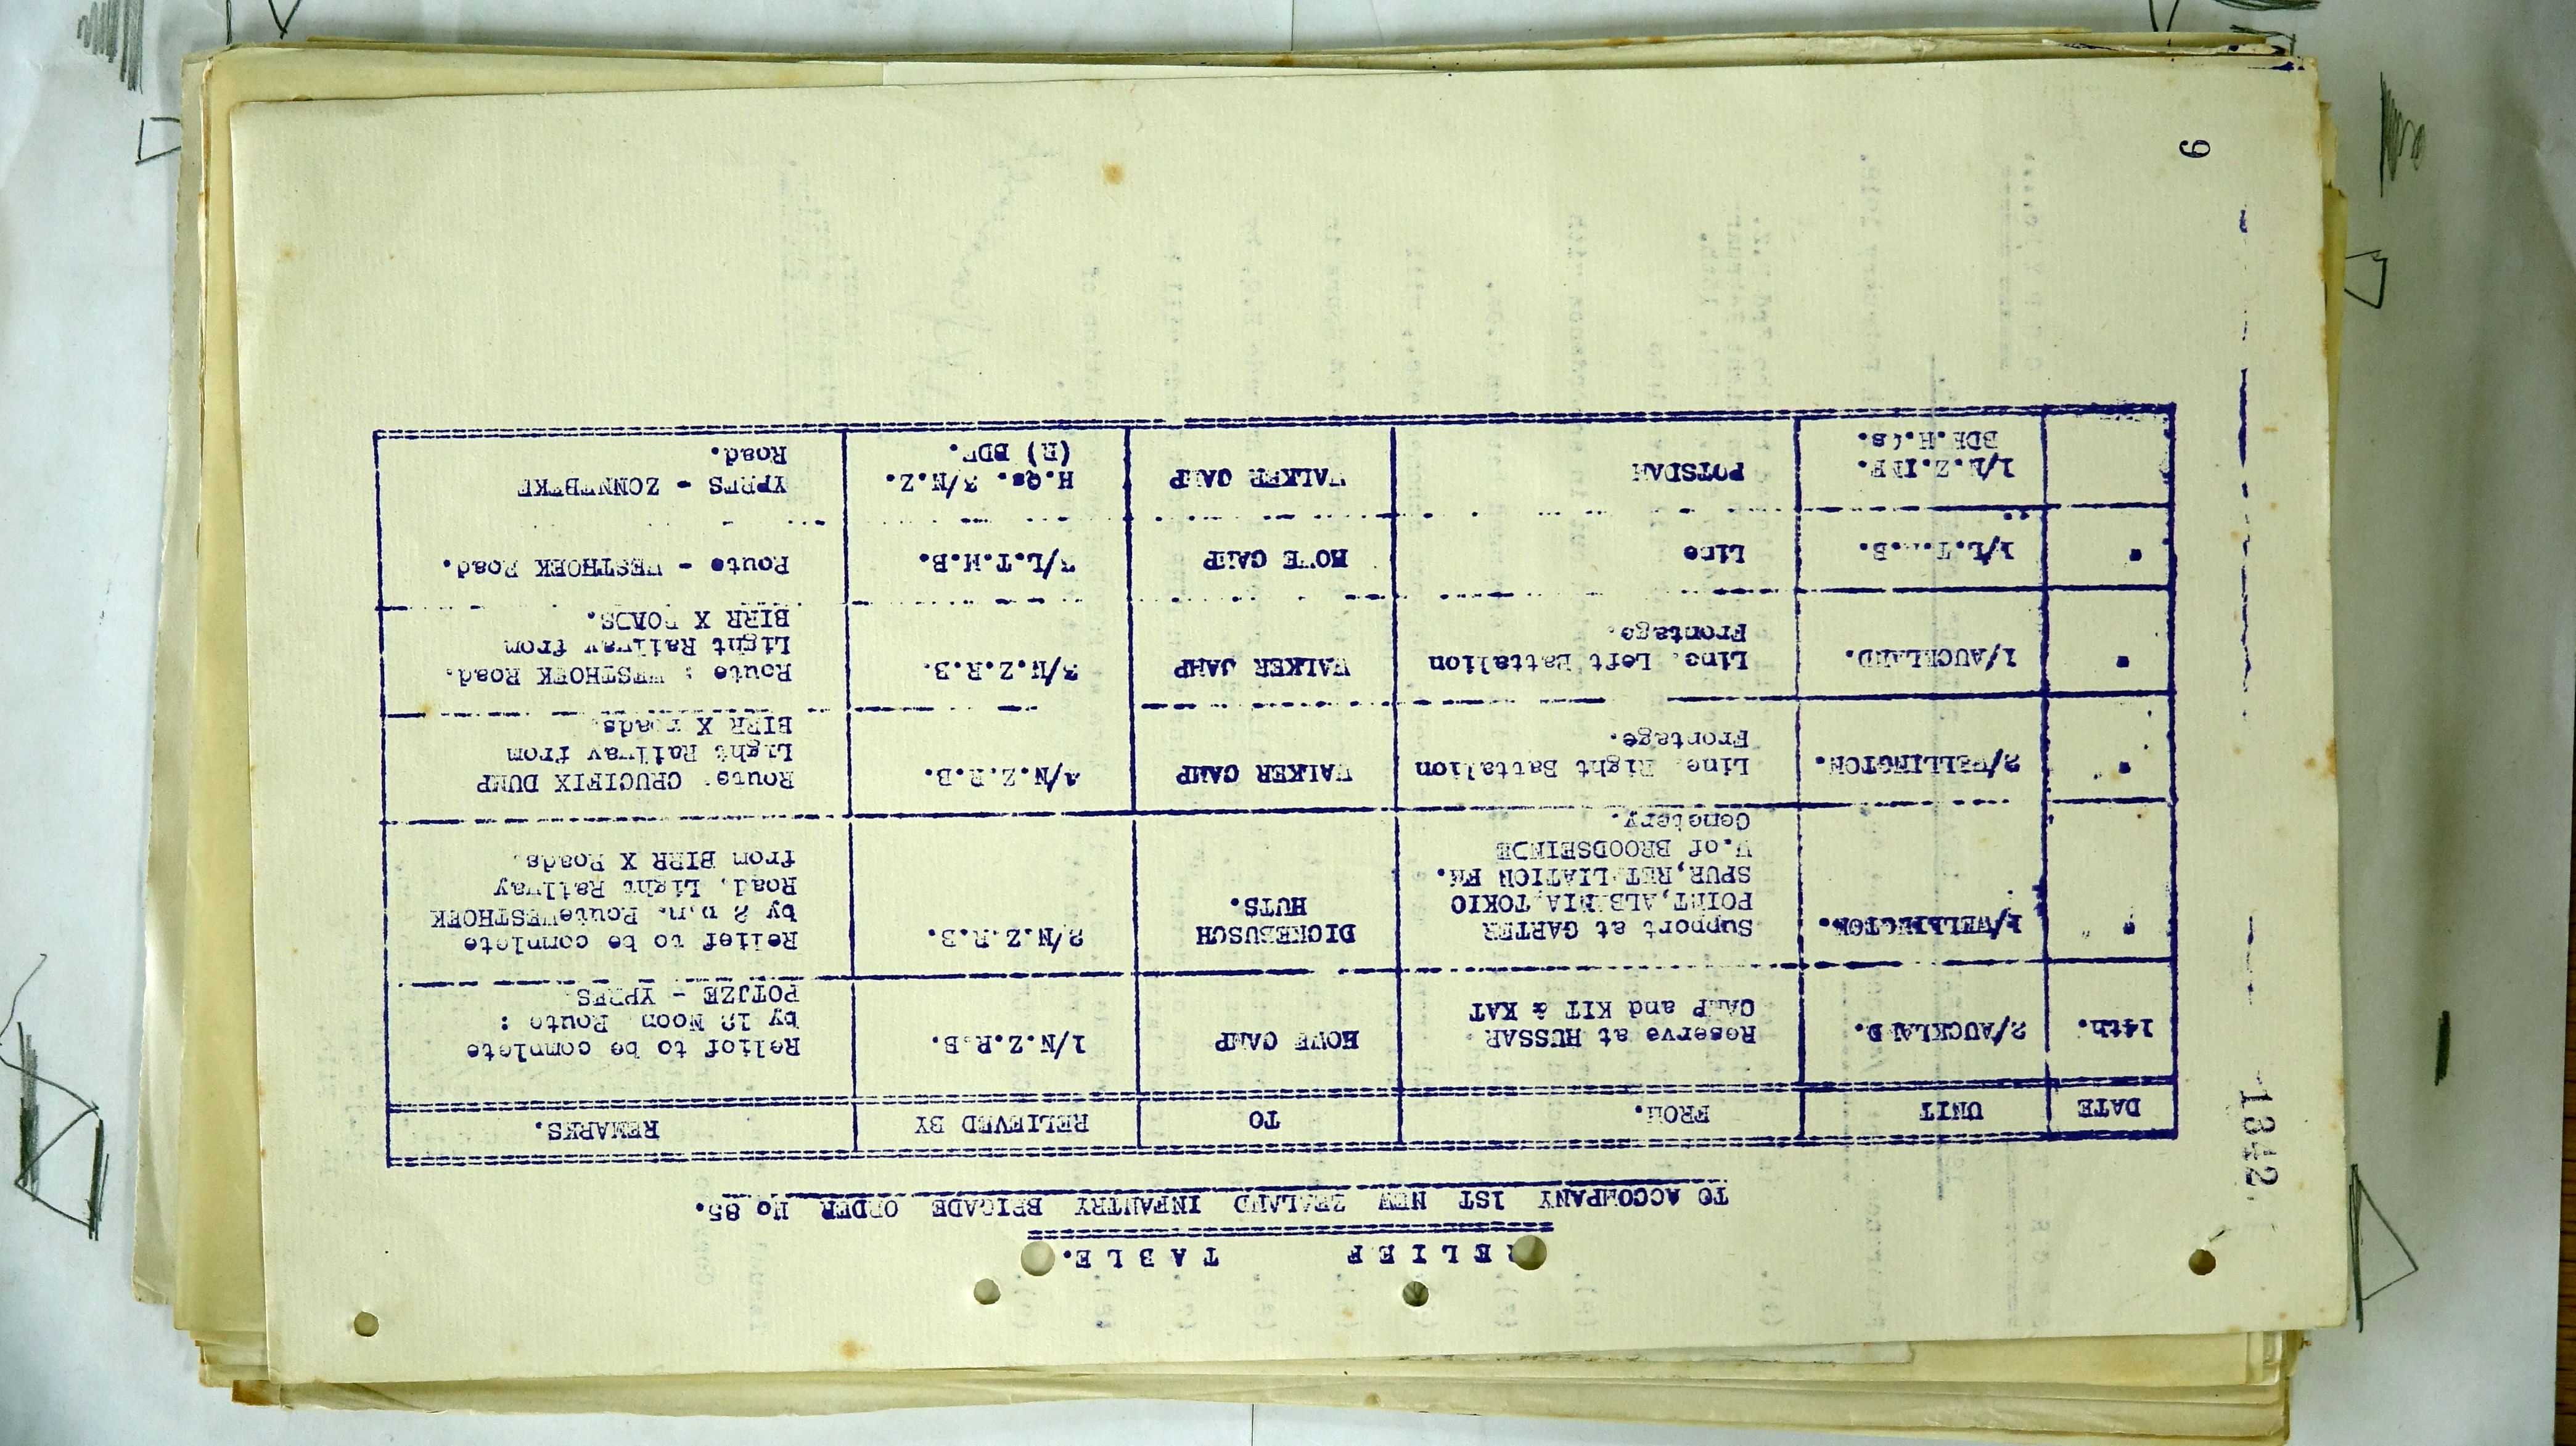 RELIEF TABLE.
TO ACCOMPANY 1ST NEW ZEALAND INFANTRY BRIGADE ORDER No 85.
DATE UNIT FROM. TO RELIEVED BY REMARKS.
14th. 2/AUCKLAND. Reserve at HUSSAR HOWE CAMP 1/N.Z.R.B. Relief to be complete
CAMP and KIT & KAT by 12 Noon. Route :
POTJZE - YPRES.
" 1/WELLINGTON. Support at GARTER DICKEBUSCH 2/N.Z.R.B. Relief to be complete
POINT, ALBANIA, TOKIO HUTS. by 2 p.m. Route WESTHOEK
SPUR, RETALIATION FM. Road, Light Railway
W. of BROODSEINDE from BIRR X Roads.
Cemetery.
" 2/WELLINGTON. Line, Right Battalion WALKER CAMP 4/N.Z.R.B. Route: CRUCIFIX DUMP
Frontage. Light Railway from
BIRR X roads.
" 1/AUCKLAND. Line, Left Battalion WALKER CAMP 3/N.Z.R.B. Route : WESTHOEK Road.
Frontage. Light Railway from
BIRR X ROADS.
" 1/L.T.M.B. Line HOWE CAMP 3/L.T.M.B. Route - WESTHOEK Road.
1/N.Z.INF. POTSDAM WALKER CAMP H.Qs. 3/N.Z. YPRES - ZONNEBEKE
BDE.H.Qs. (R) BDE. Road.
1342